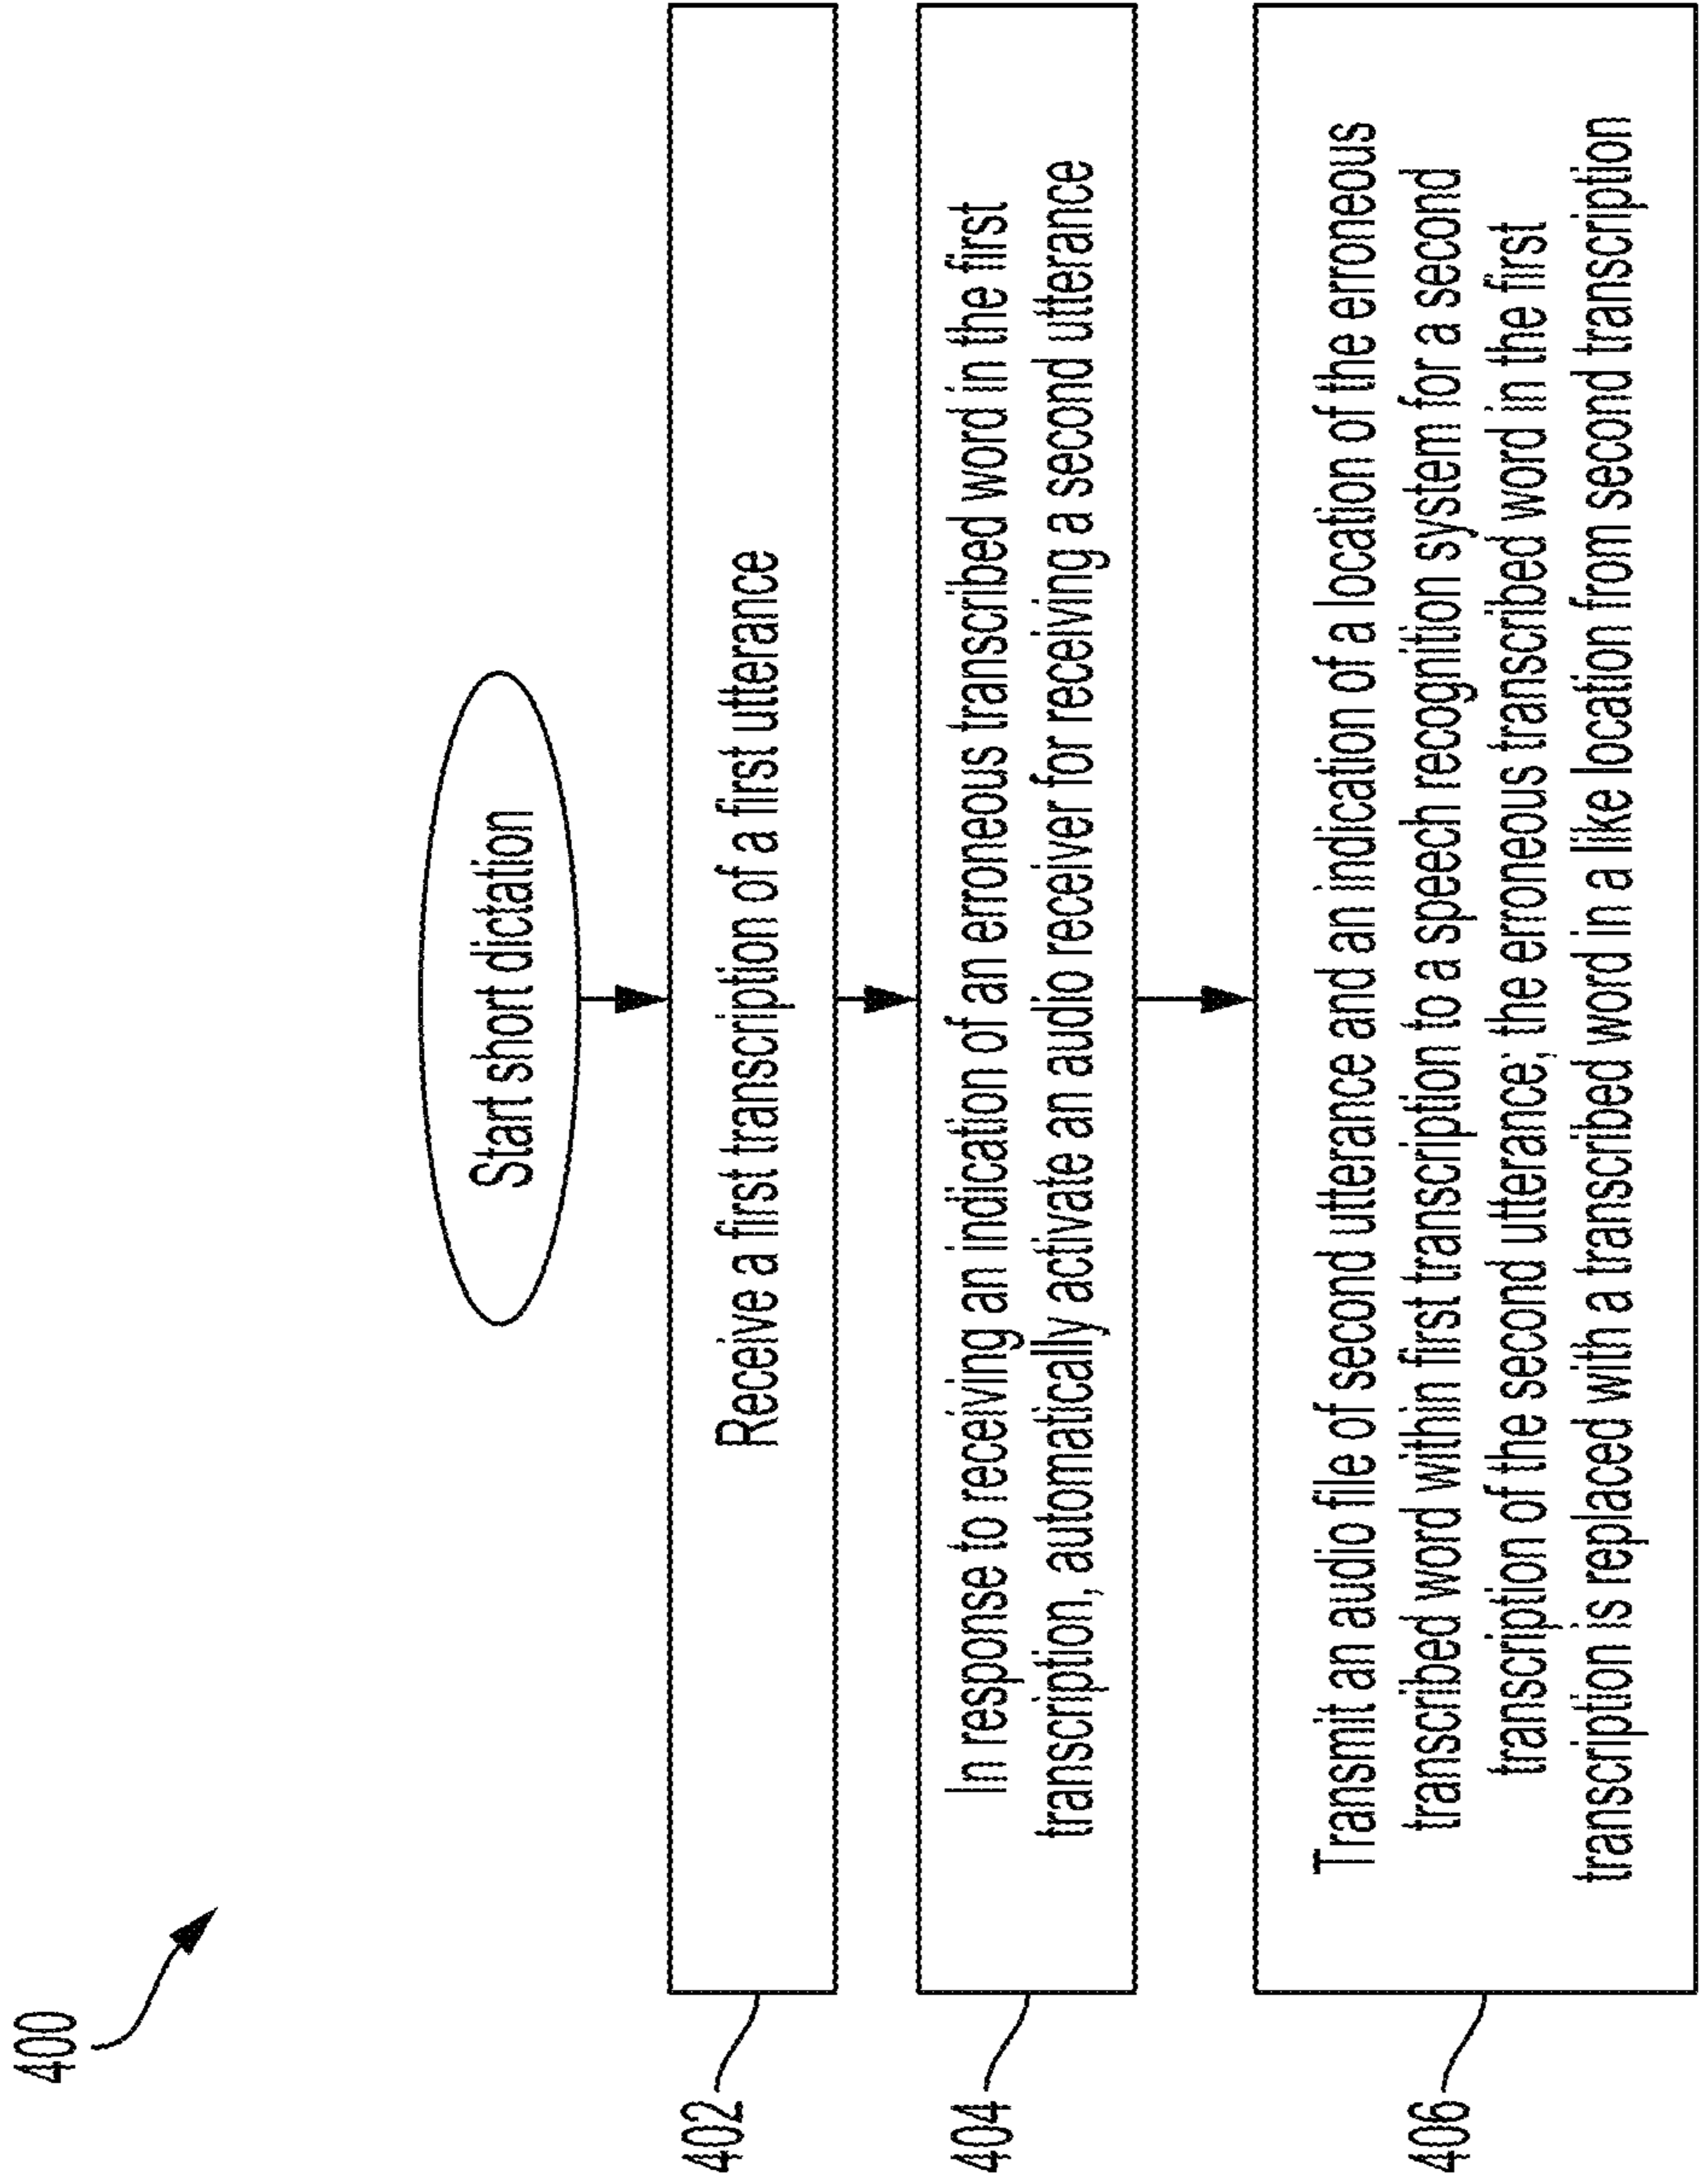 400
Start short dictation
402
Receive a first transcription of a first utterance
404
In response to receiving an indication of an erroneous transcribed word in the first
transcription, automatically activate an audio receiver for receiving a second utterance
406
Transmit an audio file of second utterance and an indication of a location of the erroneous
transcribed word within first transcription to a speech recognition system for a second
transcription of the second utterance; the erroneous transcribed word in the first
transcription is replaced with a transcribed word in a like location from second transcription